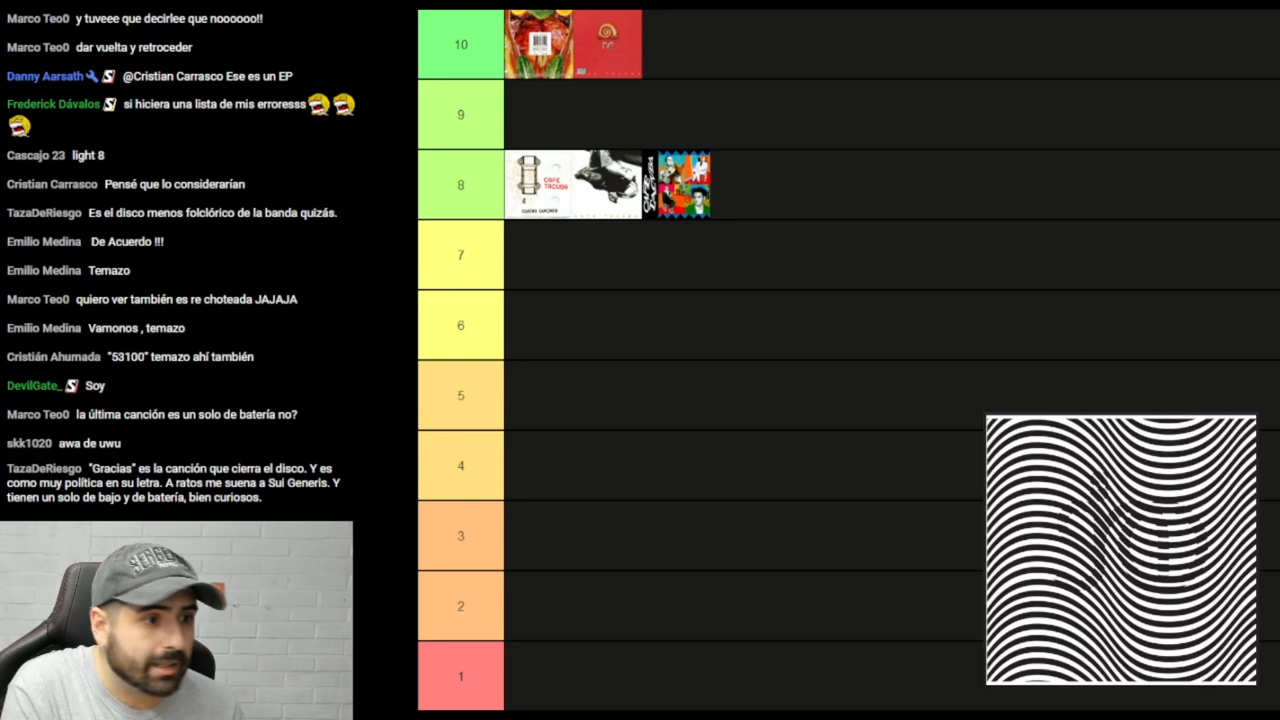 Marco Teo0 y tuveee que decirlee que noooooo!!
Marco Teo0 dar vuelta y retroceder
Danny Aarsath @Cristian Carrasco Ese es un EP
Frederick Dávalos si hiciera una lista de mis erroresss
Cascajo 23 light 8
Cristian Carrasco Pensé que lo considerarían
TazaDeRiesgo Es el disco menos folclórico de la banda quizás.
Emilio Medina De Acuerdo !!!
Emilio Medina Temazo
Marco Teo0 quiero ver también es re choteada JAJAJA
Emilio Medina Vamonos , temazo
Cristián Ahumada "53100" temazo ahí también
DevilGate_ Soy
Marco Teo0 la última canción es un solo de batería no?
skk1020 awa de uwu
TazaDeRiesgo "Gracias" es la canción que cierra el disco. Y es
como muy política en su letra. A ratos me suena a Sui Generis. Y
tienen un solo de bajo y de batería, bien curiosos.
10
9
8
CAFE
TACUBA
4
CUATRO CAMINOS
7
6
5
4
3
2
1